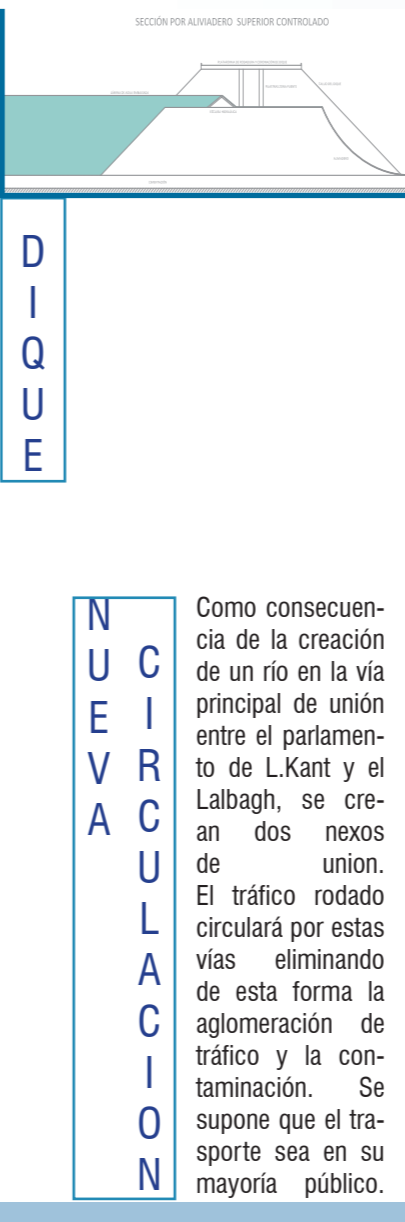 SECCIÓN POR ALIVIADERO SUPERIOR CONTROLADO
DIQUE
NUEVA
CIRCULACION
Como consecuen-
cia de la creación
de un río en la vía
principal de unión
entre el parlamen-
to de L.Kant y el
Lalbagh, se cre-
an dos nexos
de union.
El tráfico rodado
circulará por estas
vías eliminando
de esta forma la
aglomeración de
tráfico y la con-
taminación. Se
supone que el tra-
sporte sea en su
mayoría público.